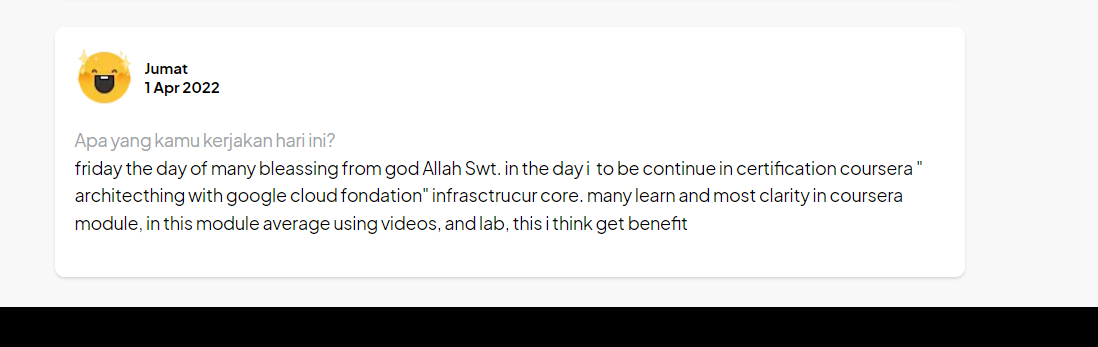 Jumat
1 Apr 2022
Apa yang kamu kerjakan hari ini?
friday the day of many bleassing from god Allah Swt. in the day i  to be continue in certification coursera "
architecthing with google cloud fondation" infrasctrucur core. many learn and most clarity in coursera
module, in this module average using videos, and lab, this i think get benefit